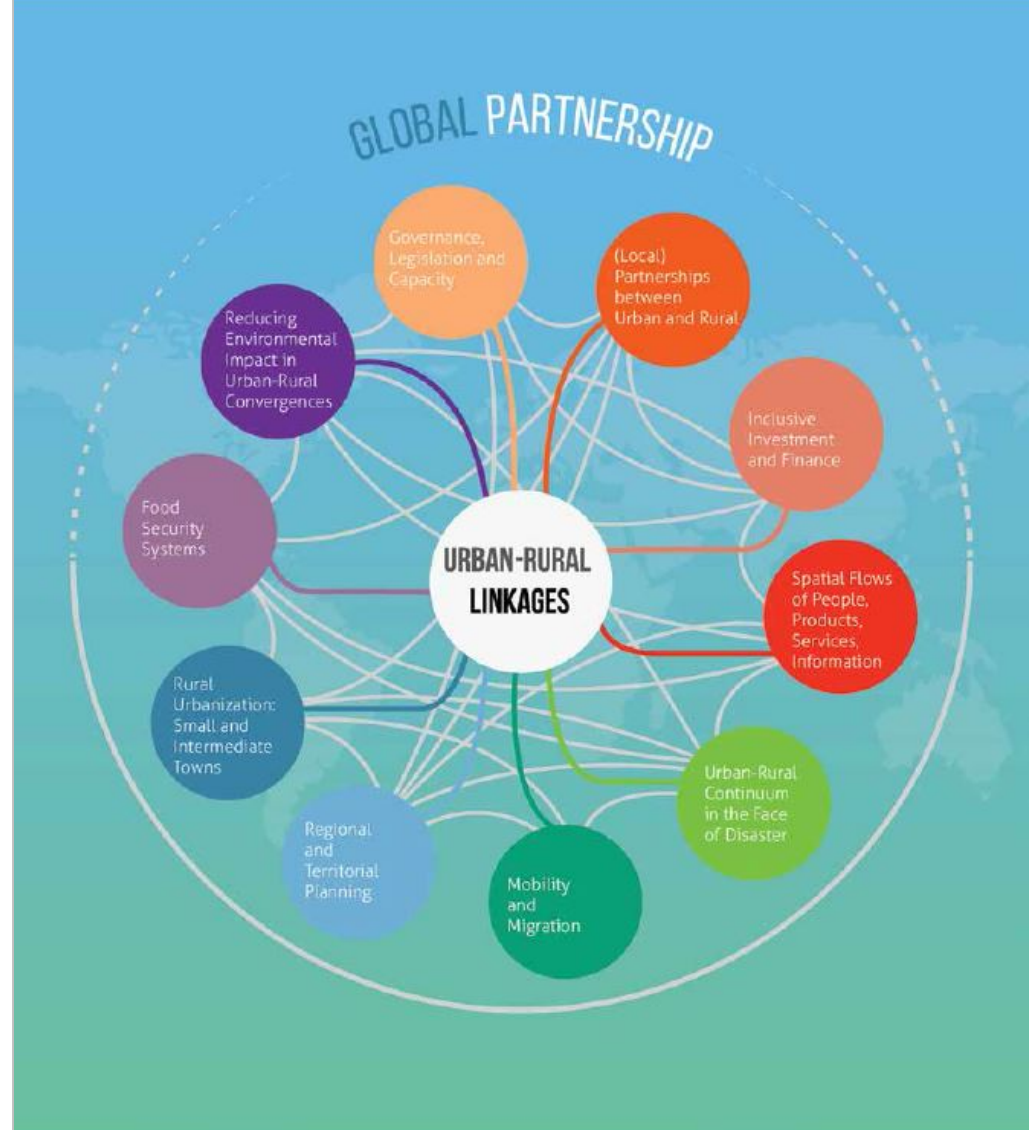 GLOBAL PARTNERSHIP
Governance,
Legislation and
Capacity
(Local)
Partnerships
between
Urban and Rural
Reducing
Environmental
Impact in
Urban-Rural
Convergences
Inclusive
Investment
and Finance
Food
Security
Systems
URBAN-RURAL
LINKAGES
Spatial Flows
of People,
Products,
Services,
Information
Rural
Urbanization:
Small and
Intermediate
Towns
Urban-Rural
Continuum
in the Face
of Disaster
Regional
and
Territorial
Planning
Mobility
and
Migration